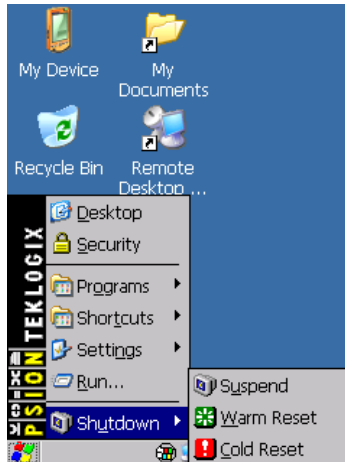 My Device
My
Documents
Recycle Bin
Remote
Desktop ...
PSION TEKLOGIX
Desktop
Security
Programs
Shortcuts
Settings
Run...
Shutdown
Suspend
Warm Reset
Cold Reset